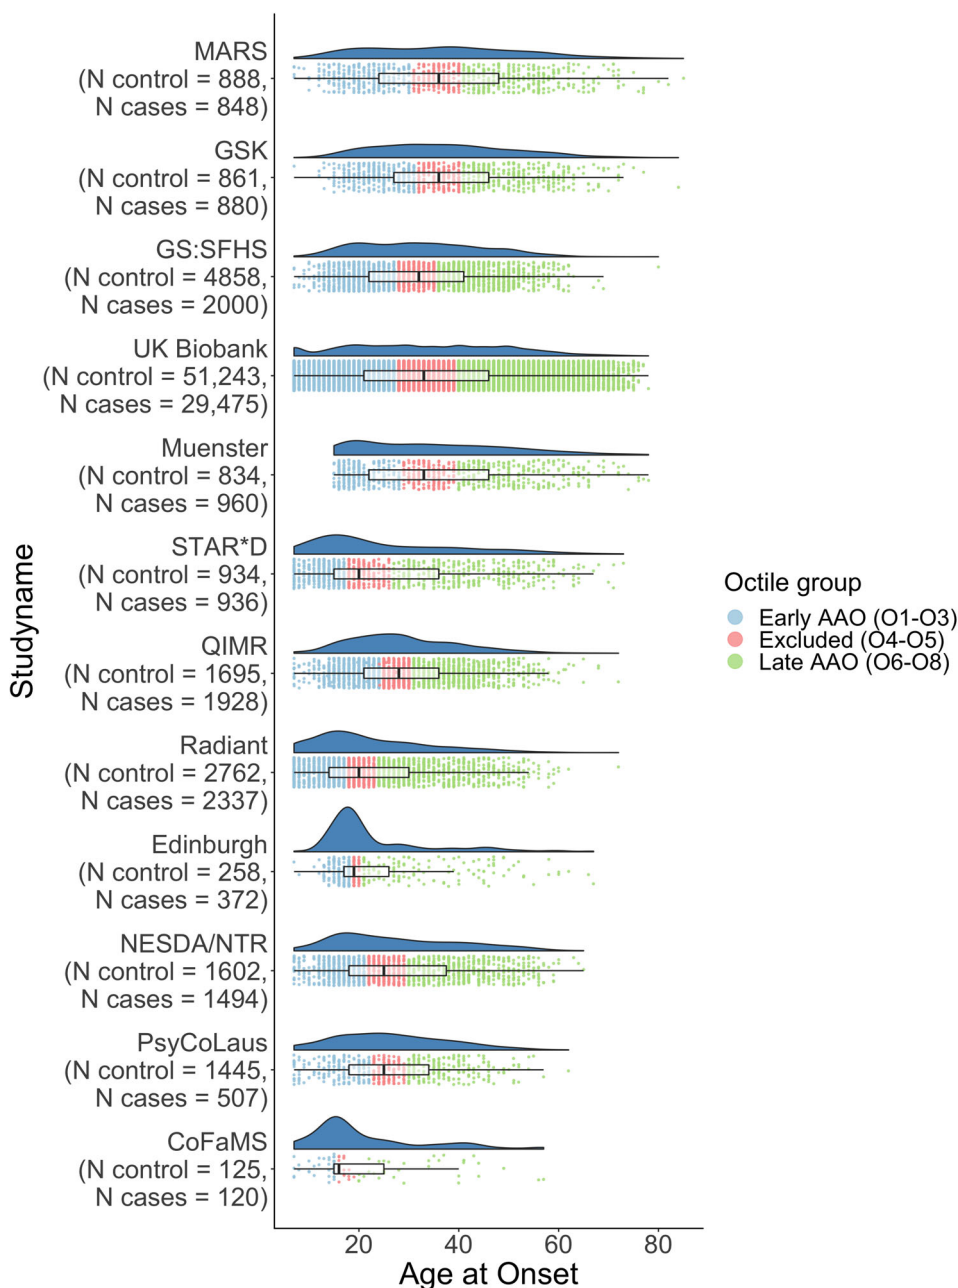 MARS
(N control = 888,
N cases = 848)
GSK
(N control = 861,
N cases = 880)
GS:SFHS
(N control = 4858,
N cases = 2000)
UK Biobank
(N control = 51,243,
N cases = 29,475)
Muenster
(N control = 834,
N cases = 960)
STAR*D
(N control = 934,
N cases = 936)
QIMR
(N control = 1695,
N cases = 1928)
Radiant
(N control = 2762,
N cases = 2337)
Edinburgh
(N control = 258,
N cases = 372)
NESDA/NTR
(N control = 1602,
N cases = 1494)
PsyCoLaus
(N control = 1445,
N cases = 507)
CoFaMS
(N control = 125,
N cases = 120)
Studyname
20 40 60 80
Age at Onset
Octile group
Early AAO (O1-O3)
Excluded (O4-O5)
Late AAO (O6-O8)